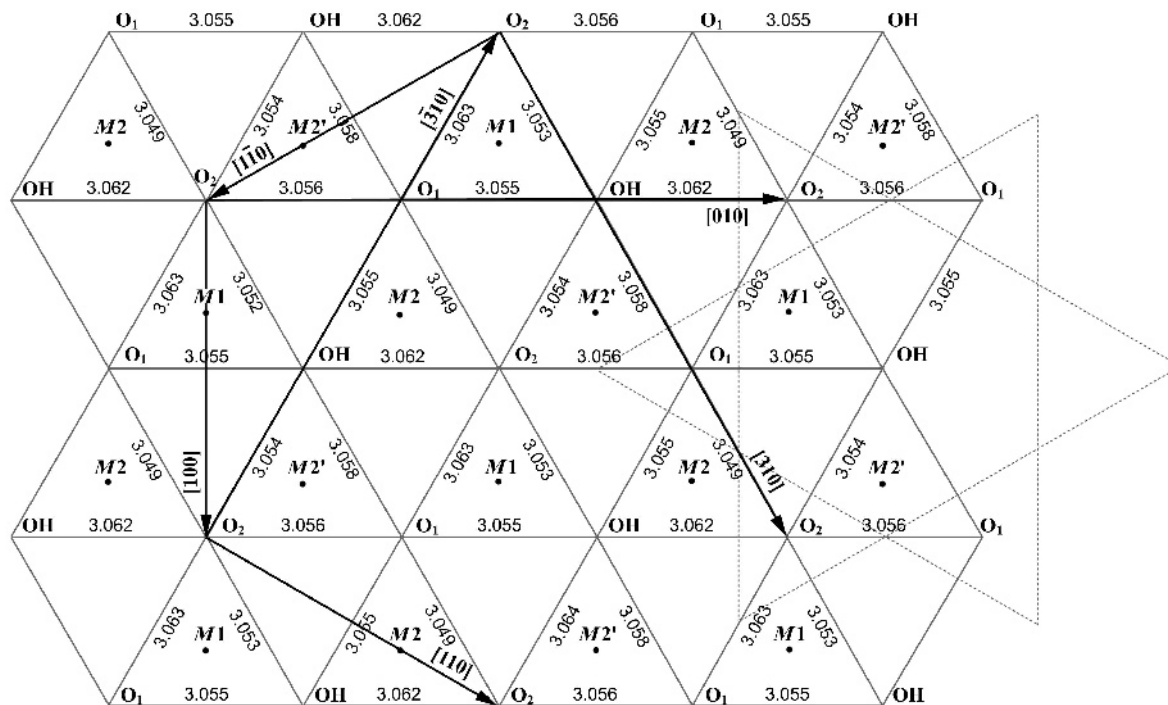 O₁ 3.055 OH 3.062 O₂ 3.056 3.055 OH
O₁
M2 3.049 3.054 M2' 3.058 [3̄10] 3.063 M1 3.053 3.055 M2 3.049 3.054 M2' 3.058
[11̄0]
OH 3.062 O₂ 3.056 O₁ 3.055 OH 3.062 O₂ 3.056 O₁
[010]
3.063 M1 3.052 3.055 M2 3.049 3.054 M2' 3.058 3.063 M1 3.053 3.055
O₁ 3.055 OH 3.062 O₂ 3.056 O₁ 3.055 OH
M2 3.049 [100] 3.054 M2' 3.058 3.063 M1 3.053 3.055 M2 3.049 [310] 3.054 M2'
OH 3.062 O₂ 3.056 O₁ 3.055 OH 3.062 O₂ 3.056 O₁
3.063 M1 3.053 3.055 M2 3.049 [110] 3.064 M2' 3.058 3.063 M1 3.053
O₁ 3.055 OH 3.062 O₂ 3.056 O₁ 3.055 OH